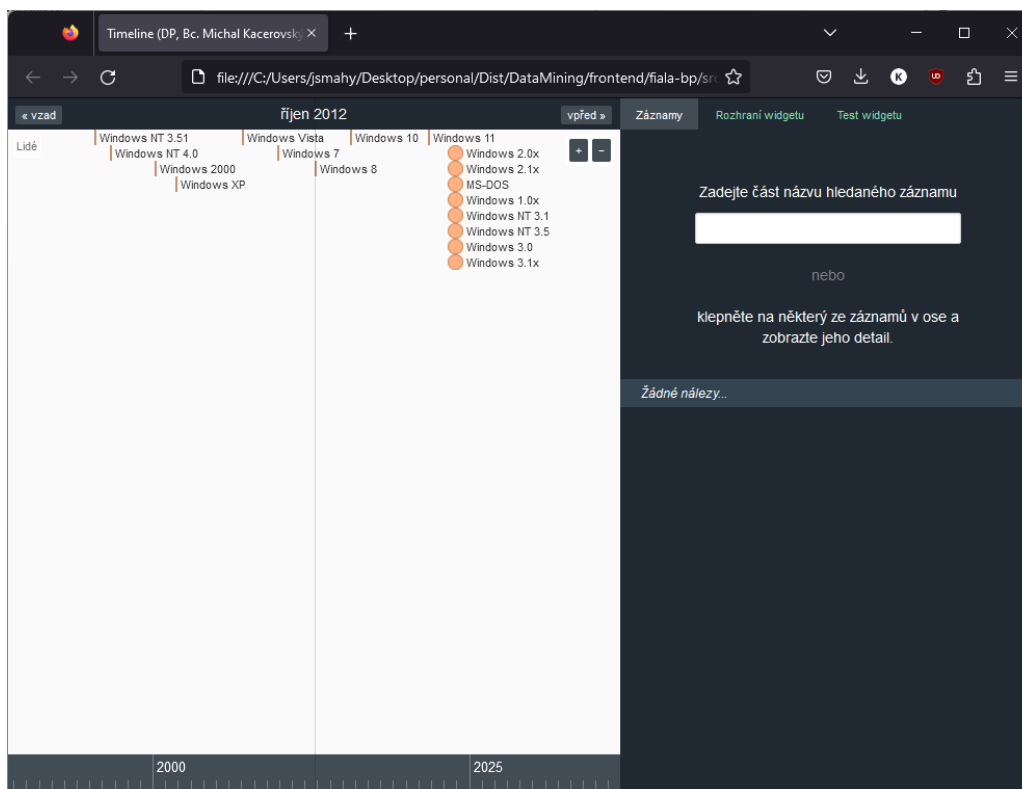 Timeline (DP, Bc. Michal Kacerovský
file:///C:/Users/jsmahy/Desktop/personal/Dist/DataMining/frontend/fiala-bp/src
K
UD
« vzad
říjen 2012
vpřed »
Záznamy
Rozhraní widgetu
Test widgetu
Lidé
+
−
Windows NT 3.51
Windows Vista
Windows 10
Windows 11
Windows NT 4.0
Windows 7
Windows 2.0x
Windows 2000
Windows 8
Windows 2.1x
Windows XP
MS-DOS
Windows 1.0x
Windows NT 3.1
Windows NT 3.5
Windows 3.0
Windows 3.1x
Zadejte část názvu hledaného záznamu
nebo
klepněte na některý ze záznamů v ose a
zobrazte jeho detail.
Žádné nálezy...
2000
2025